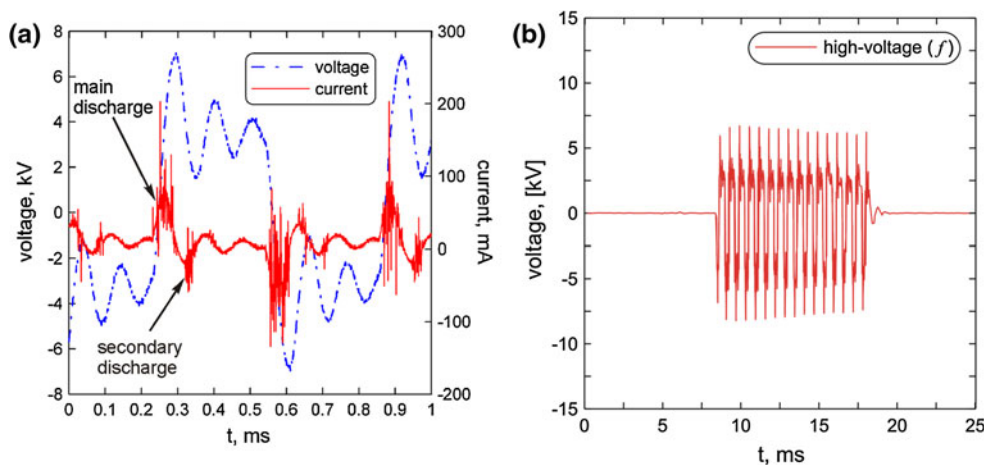 (a)
voltage, kV
8
6
4
2
0
-2
-4
-6
-8
main
discharge
voltage
current
secondary
discharge
300
200
100
0
-100
-200
current, mA
0 0.1 0.2 0.3 0.4 0.5 0.6 0.7 0.8 0.9 1
t, ms
(b)
voltage, [kV]
15
10
5
0
-5
-10
-15
high-voltage (f)
0 5 10 15 20 25
t, ms